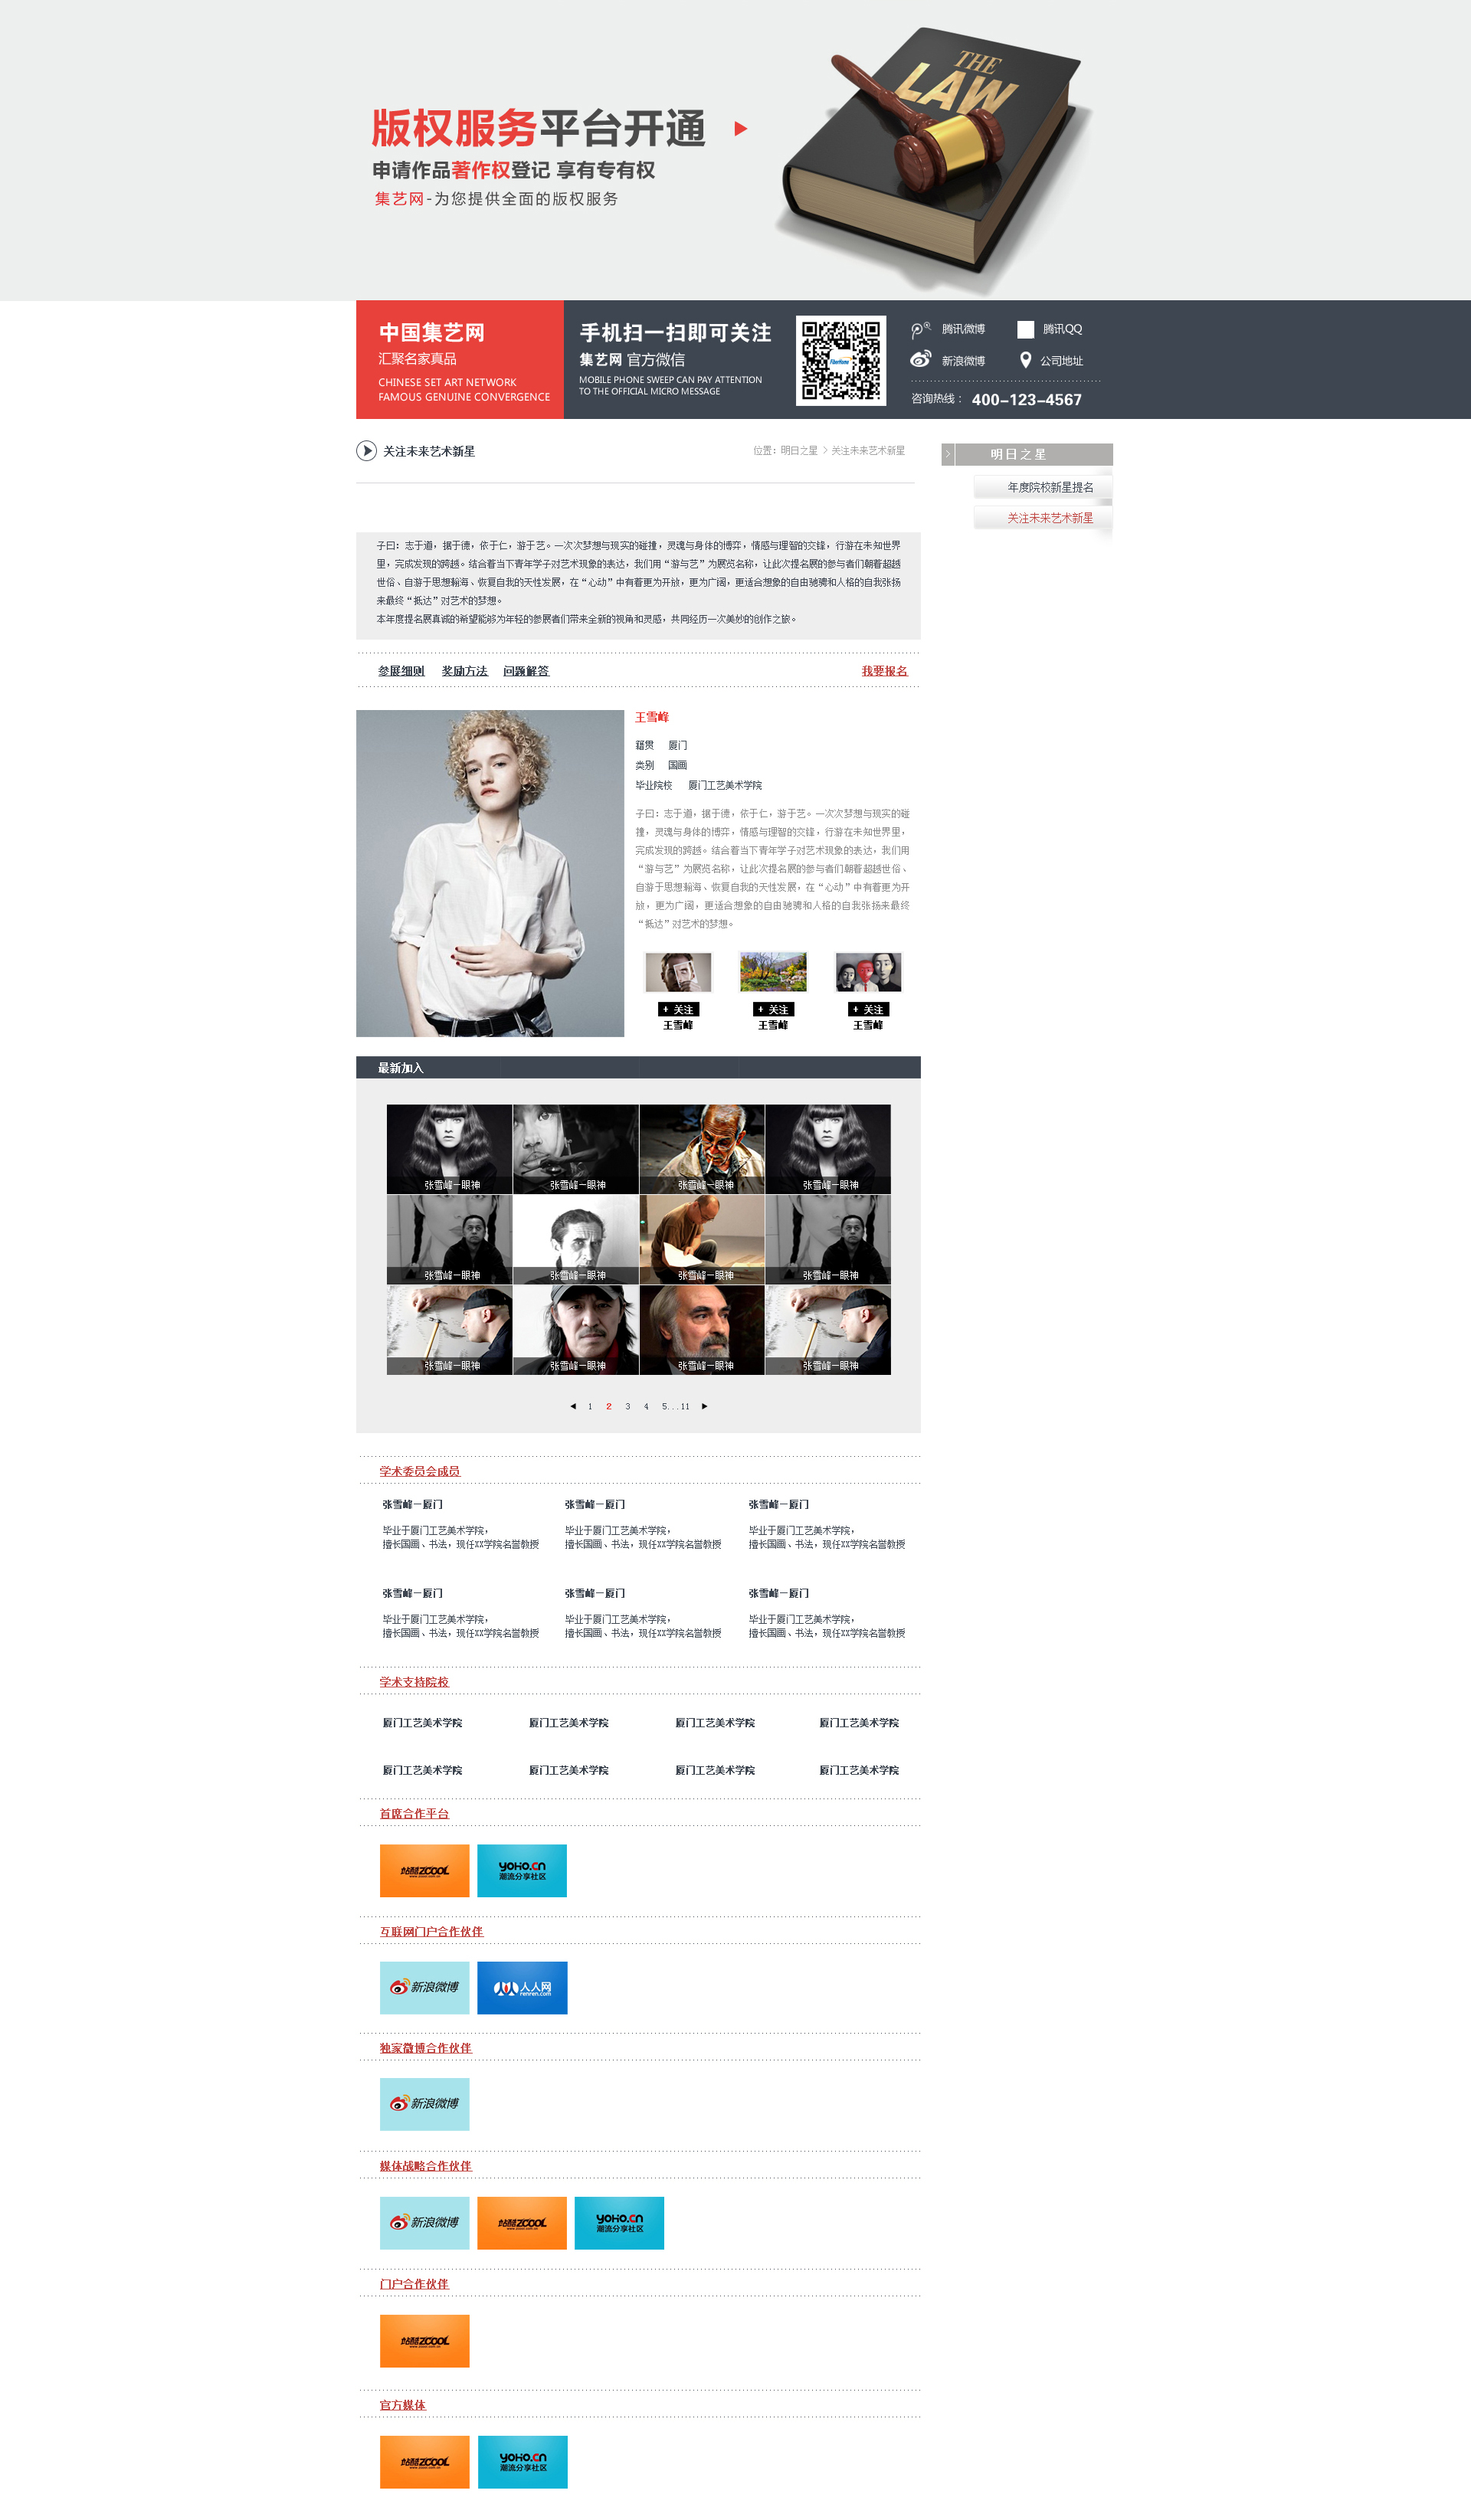 THE
LAW
版权服务平台开通
申请作品著作权登记 享有专有权
集艺网-为您提供全面的版权服务
中国集艺网
汇聚名家真品
CHINESE SET ART NETWORK
FAMOUS GENUINE CONVERGENCE
手机扫一扫即可关注
集艺网 官方微信
MOBILE PHONE SWEEP CAN PAY ATTENTION
TO THE OFFICIAL MICRO MESSAGE
腾讯微博 腾讯QQ
新浪微博 公司地址
咨询热线： 400-123-4567
关注未来艺术新星
位置：明日之星 > 关注未来艺术新星
明日之星
年度院校新星提名
关注未来艺术新星
子曰：志于道，据于德，依于仁，游于艺。一次次梦想与现实的碰撞，灵魂与身体的博弈，情感与理智的交锋，行游在未知世界
里，完成发现的跨越。结合着当下青年学子对艺术现象的表达，我们用“游与艺”为展览名称，让此次提名展的参与者们朝着超越
世俗、自游于思想瀚海、恢复自我的天性发展，在“心动”中有着更为开放，更为广阔，更适合想象的自由驰骋和人格的自我张扬
来最终“抵达”对艺术的梦想。
本年度提名展真诚的希望能够为年轻的参展者们带来全新的视角和灵感，共同经历一次美妙的创作之旅。
参展细则 奖励方法 问题解答 我要报名
王雪峰
籍贯 厦门
类别 国画
毕业院校 厦门工艺美术学院
子曰：志于道，据于德，依于仁，游于艺。一次次梦想与现实的碰
撞，灵魂与身体的博弈，情感与理智的交锋，行游在未知世界里，
完成发现的跨越。结合着当下青年学子对艺术现象的表达，我们用
“游与艺”为展览名称，让此次提名展的参与者们朝着超越世俗、
自游于思想瀚海、恢复自我的天性发展，在“心动”中有着更为开
放，更为广阔，更适合想象的自由驰骋和人格的自我张扬来最终
“抵达”对艺术的梦想。
+ 关注 + 关注 + 关注
王雪峰 王雪峰 王雪峰
最新加入
张雪峰—眼神 张雪峰—眼神 张雪峰—眼神 张雪峰—眼神
张雪峰—眼神 张雪峰—眼神 张雪峰—眼神 张雪峰—眼神
张雪峰—眼神 张雪峰—眼神 张雪峰—眼神 张雪峰—眼神
1 2 3 4 5...11
学术委员会成员
张雪峰—厦门 张雪峰—厦门 张雪峰—厦门
毕业于厦门工艺美术学院， 毕业于厦门工艺美术学院， 毕业于厦门工艺美术学院，
擅长国画、书法，现任XX学院名誉教授 擅长国画、书法，现任XX学院名誉教授 擅长国画、书法，现任XX学院名誉教授
张雪峰—厦门 张雪峰—厦门 张雪峰—厦门
毕业于厦门工艺美术学院， 毕业于厦门工艺美术学院， 毕业于厦门工艺美术学院，
擅长国画、书法，现任XX学院名誉教授 擅长国画、书法，现任XX学院名誉教授 擅长国画、书法，现任XX学院名誉教授
学术支持院校
厦门工艺美术学院 厦门工艺美术学院 厦门工艺美术学院 厦门工艺美术学院
厦门工艺美术学院 厦门工艺美术学院 厦门工艺美术学院 厦门工艺美术学院
首席合作平台
站酷ZCOOL YOHO.CN
潮流分享社区
互联网门户合作伙伴
新浪微博 人人网
renren.com
独家微博合作伙伴
新浪微博
媒体战略合作伙伴
新浪微博 站酷ZCOOL YOHO.CN
潮流分享社区
门户合作伙伴
站酷ZCOOL
官方媒体
站酷ZCOOL YOHO.CN
潮流分享社区